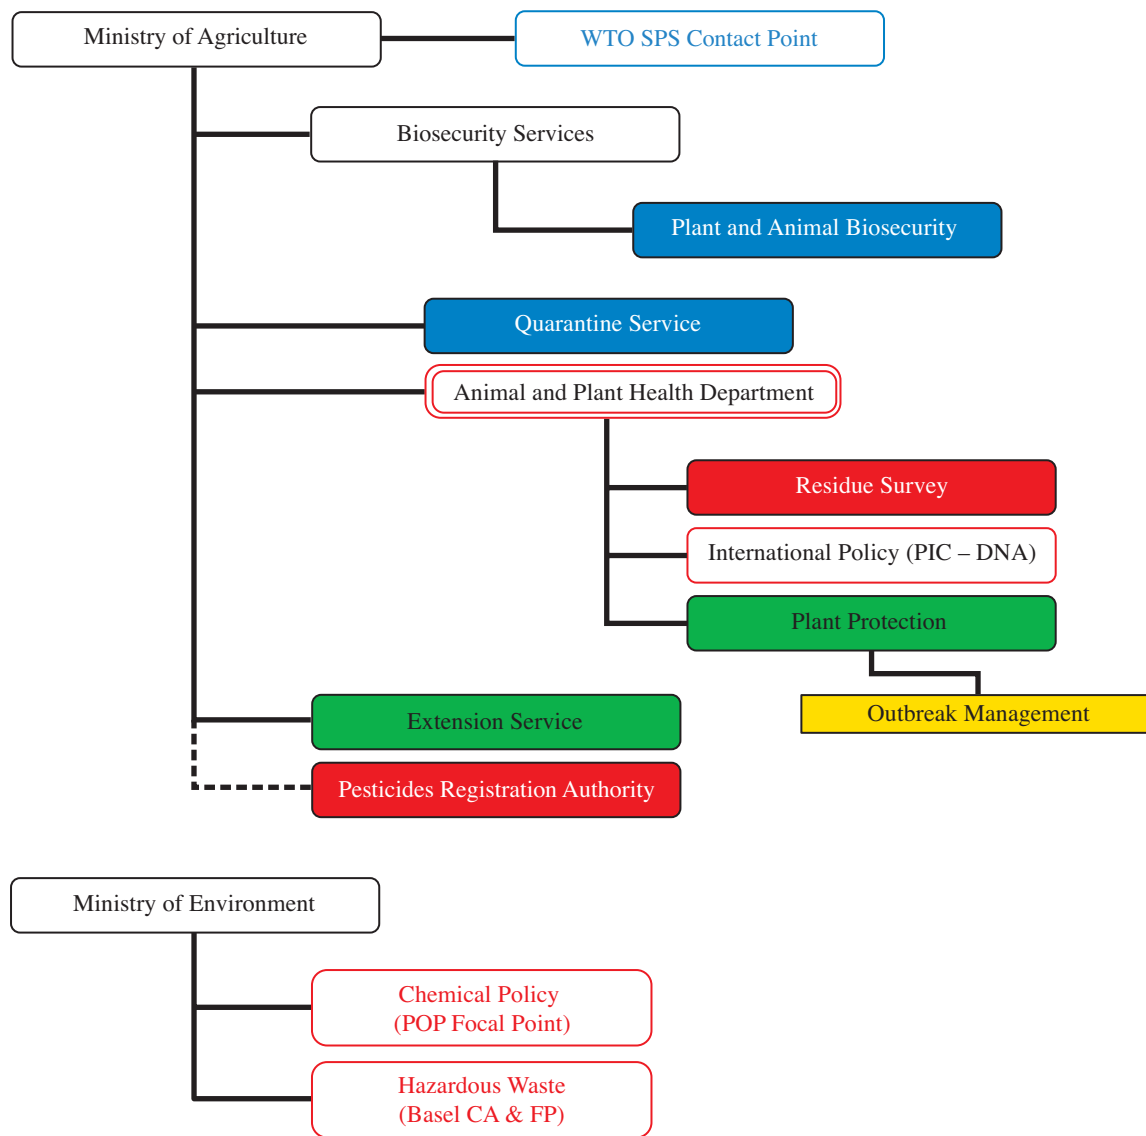 Ministry of Agriculture
WTO SPS Contact Point
Biosecurity Services
Plant and Animal Biosecurity
Quarantine Service
Animal and Plant Health Department
Residue Survey
International Policy (PIC – DNA)
Plant Protection
Outbreak Management
Extension Service
Pesticides Registration Authority
Ministry of Environment
Chemical Policy
(POP Focal Point)
Hazardous Waste
(Basel CA & FP)